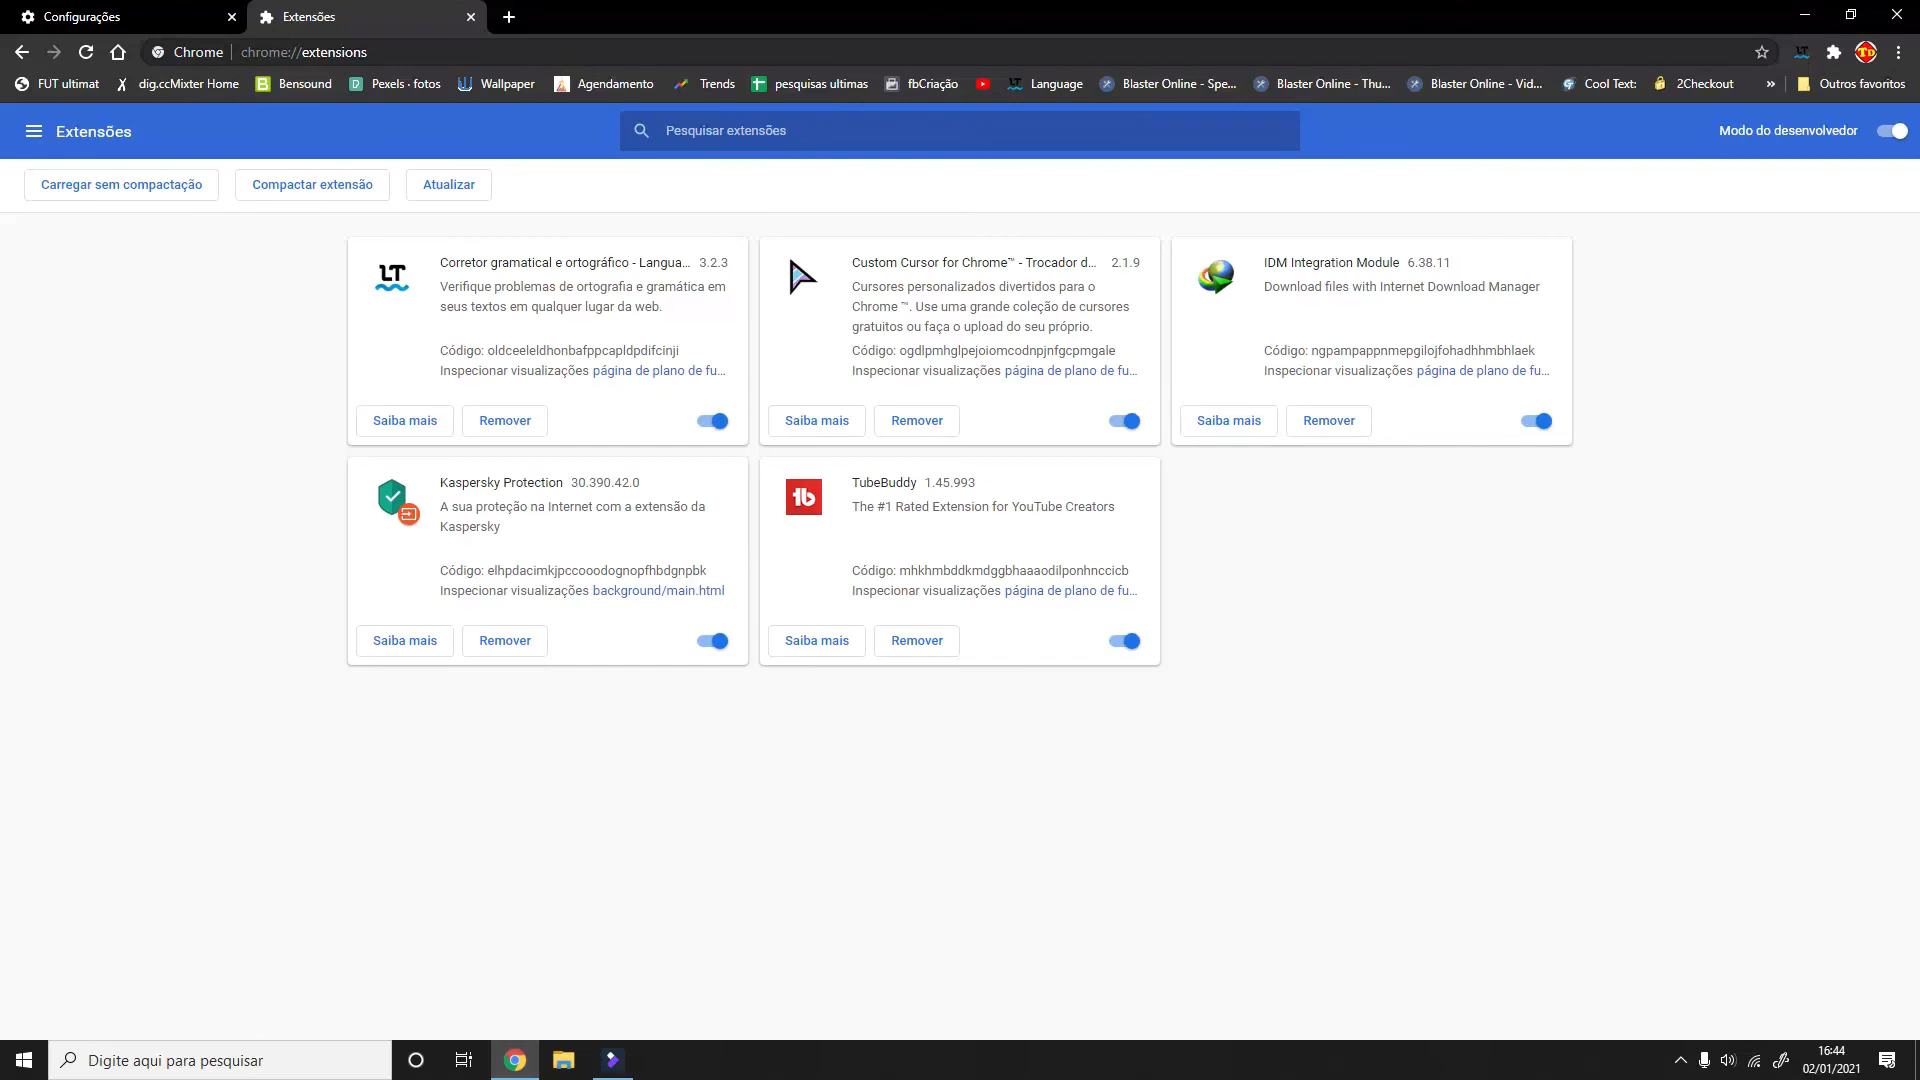 Configurações
Extensões
Chrome
chrome://extensions
FUT ultimat
dig.ccMixter Home
Bensound
Pexels · fotos
Wallpaper
Agendamento
Trends
pesquisas ultimas
fbCriação
Language
Blaster Online - Spe...
Blaster Online - Thu...
Blaster Online - Vid...
Cool Text:
2Checkout
»
Outros favoritos
Extensões
Pesquisar extensões
Modo do desenvolvedor
Carregar sem compactação
Compactar extensão
Atualizar
LT
Corretor gramatical e ortográfico - Langua... 3.2.3
Verifique problemas de ortografia e gramática em
seus textos em qualquer lugar da web.
Código: oldceeleldhonbafppcapldpdifcinji
Inspecionar visualizações página de plano de fu...
Saiba mais
Remover
Custom Cursor for Chrome™ - Trocador d... 2.1.9
Cursores personalizados divertidos para o
Chrome ™. Use uma grande coleção de cursores
gratuitos ou faça o upload do seu próprio.
Código: ogdlpmhglpejoiomcodnpjnfgcpmgale
Inspecionar visualizações página de plano de fu...
Saiba mais
Remover
IDM Integration Module 6.38.11
Download files with Internet Download Manager
Código: ngpampappnmepgilojfohadhhmbhlaek
Inspecionar visualizações página de plano de fu...
Saiba mais
Remover
Kaspersky Protection 30.390.42.0
A sua proteção na Internet com a extensão da
Kaspersky
Código: elhpdacimkjpccooodognopfhbdgnpbk
Inspecionar visualizações background/main.html
Saiba mais
Remover
tb
TubeBuddy 1.45.993
The #1 Rated Extension for YouTube Creators
Código: mhkhmbddkmdggbhaaaodilponhnccicb
Inspecionar visualizações página de plano de fu...
Saiba mais
Remover
Digite aqui para pesquisar
16:44
02/01/2021